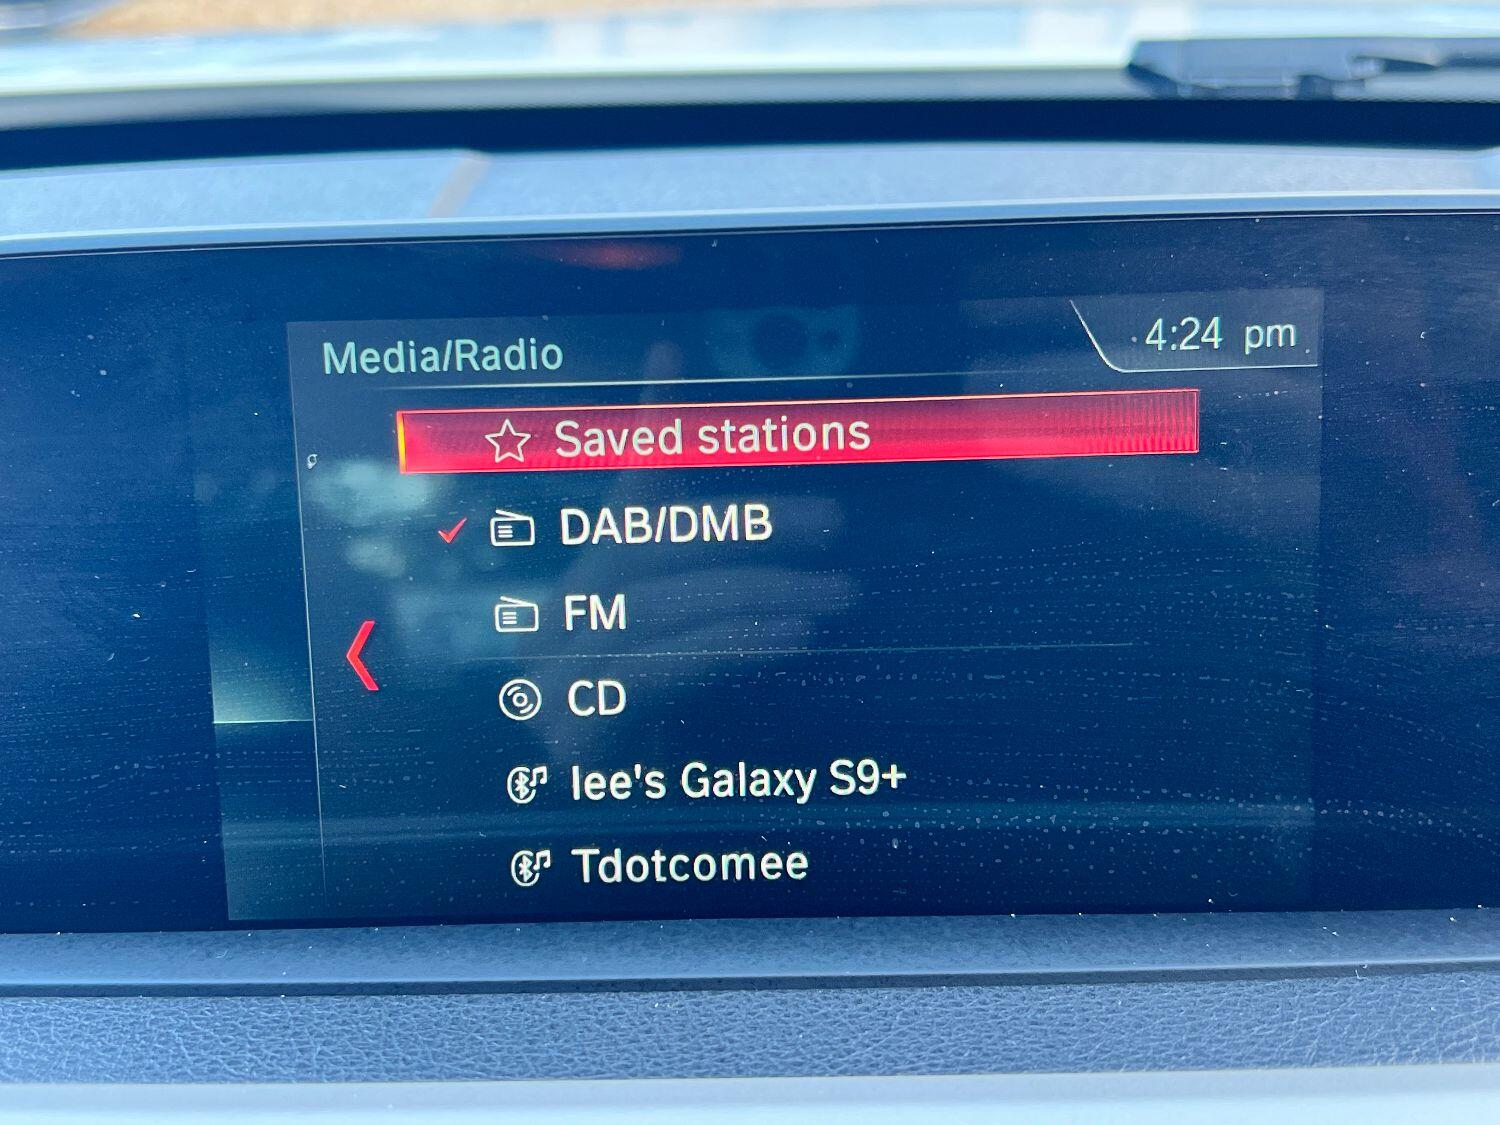 Media/Radio
4:24 pm
Saved stations
DAB/DMB
FM
CD
lee's Galaxy S9+
Tdotcomee